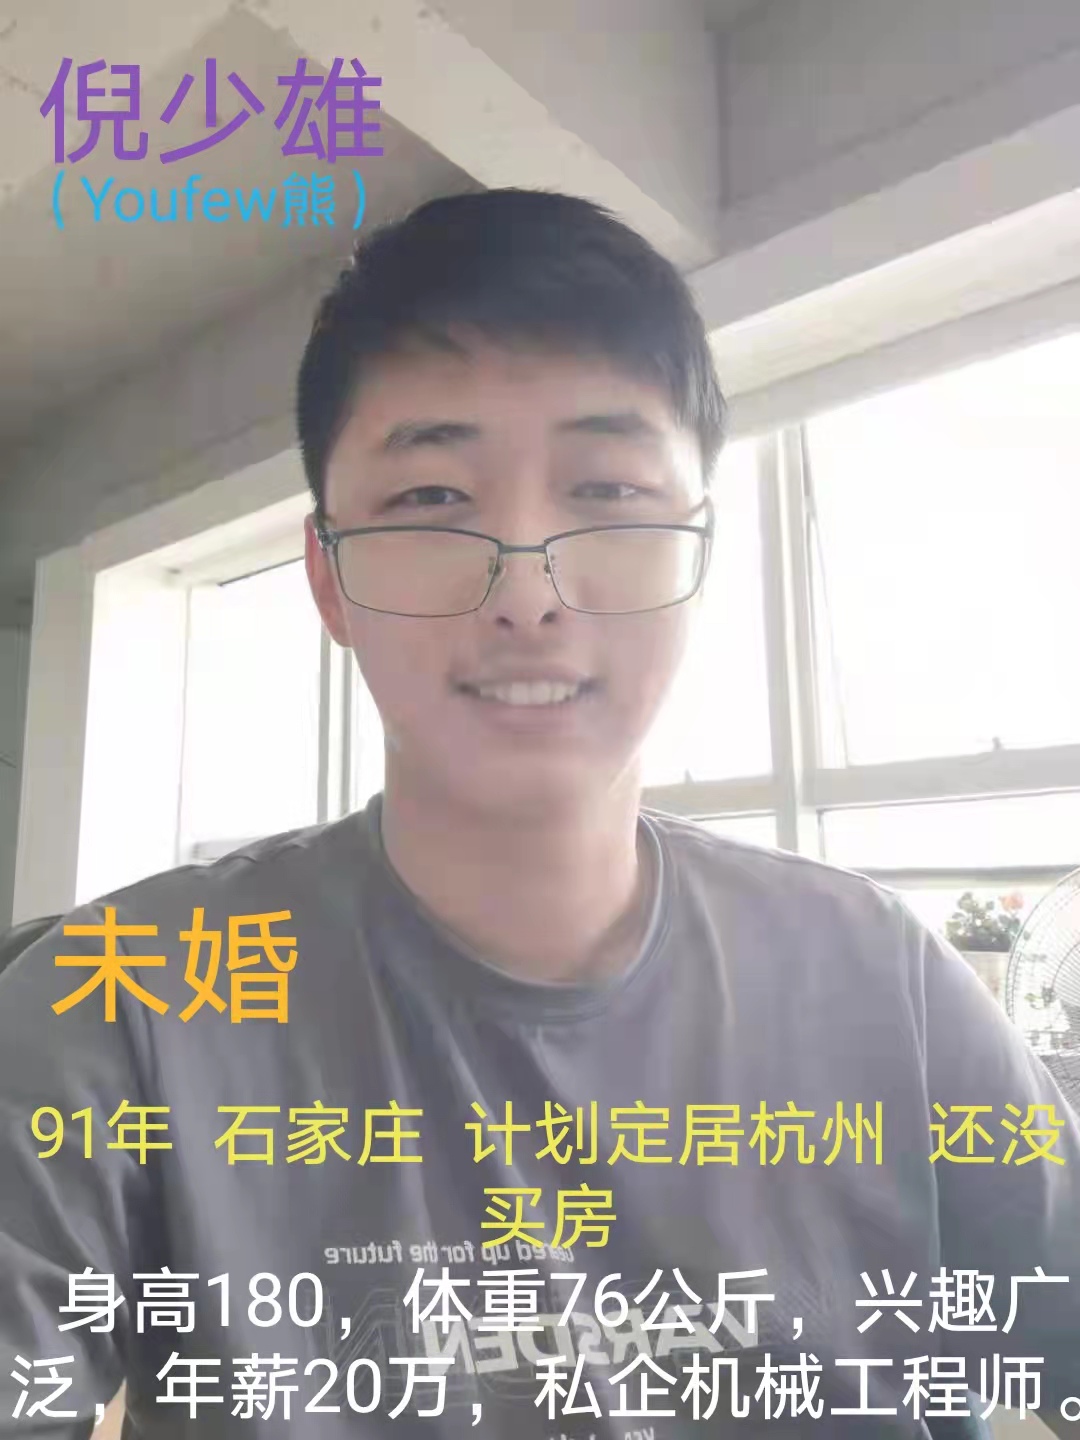 倪少雄
（Youfew熊）
未婚
91年 石家庄 计划定居杭州 还没
买房
eared up for the future
身高180，体重76公斤，兴趣广
泛，年薪20万，私企机械工程师。